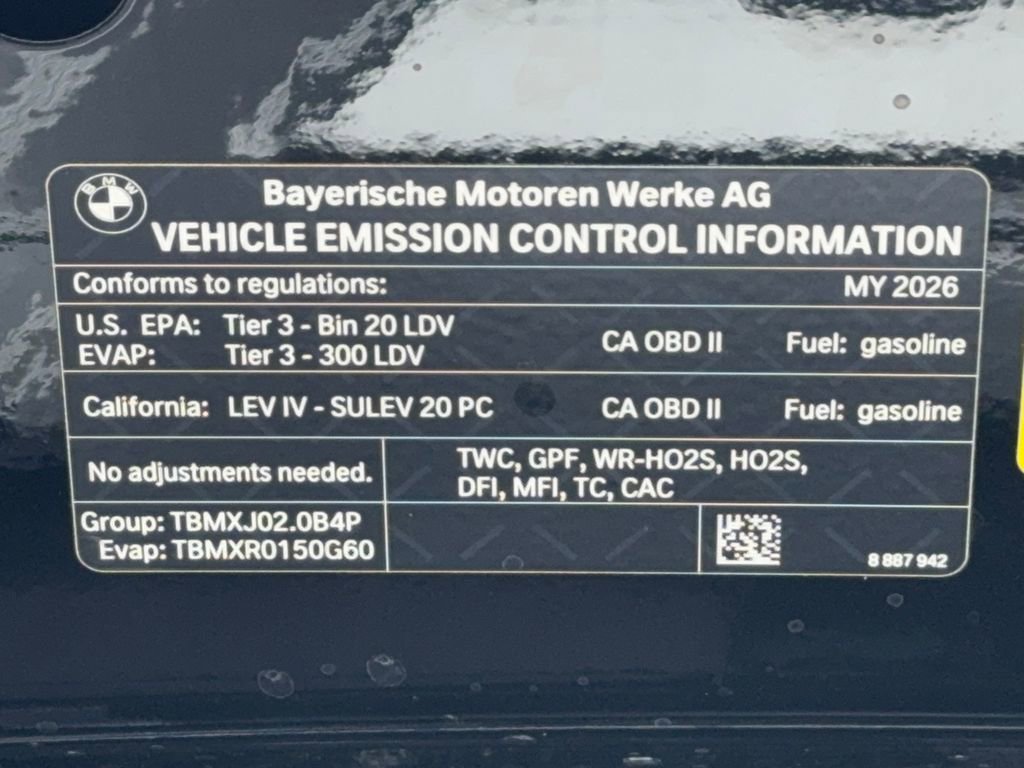 BMW
Bayerische Motoren Werke AG
VEHICLE EMISSION CONTROL INFORMATION
Conforms to regulations: MY 2026
U.S. EPA: Tier 3 - Bin 20 LDV
EVAP: Tier 3 - 300 LDV
CA OBD II Fuel: gasoline
California: LEV IV - SULEV 20 PC CA OBD II Fuel: gasoline
No adjustments needed.
TWC, GPF, WR-HO2S, HO2S,
DFI, MFI, TC, CAC
Group: TBMXJ02.0B4P
Evap: TBMXR0150G60
8 887 942